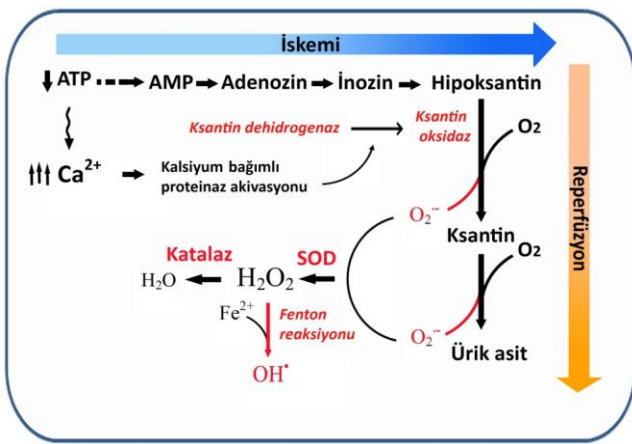 İskemi
ATP AMP Adenozin İnozin Hipoksantin
Ksantin dehidrogenaz
Ksantin
oksidaz
O₂
Ca²⁺
Kalsiyum bağımlı
proteinaz akivasyonu
O₂˙⁻
Ksantin
O₂
Katalaz
SOD
H₂O
H₂O₂
Fe²⁺
Fenton
reaksiyonu
O₂˙⁻
Ürik asit
OH˙
Reperfüzyon